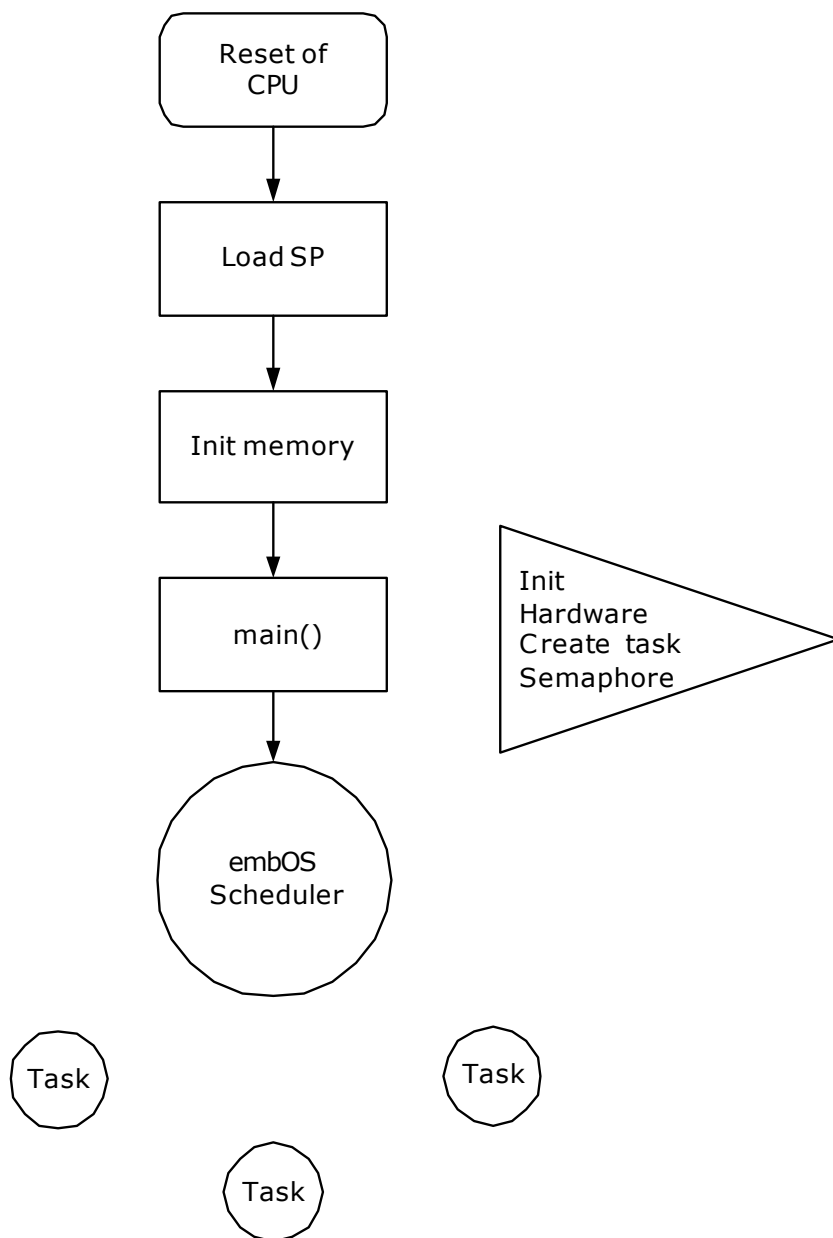 Reset of
CPU
Load SP
Init memory
main()
Init
Hardware
Create task
Semaphore
embOS
Scheduler
Task
Task
Task